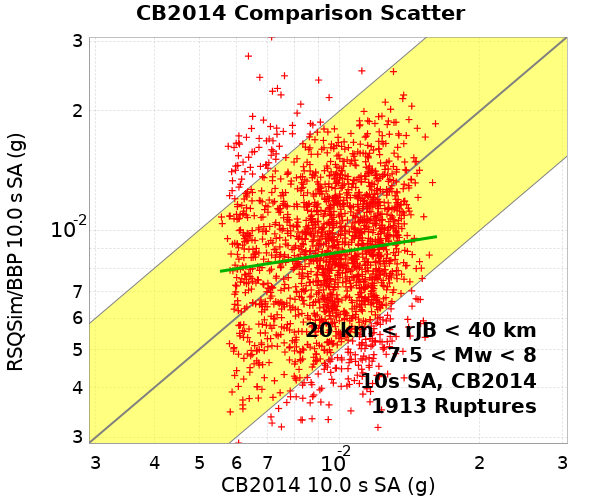 CB2014 Comparison Scatter
RSQSim/BBP 10.0 s SA (g)
3
2
10-2
7
6
5
4
3
20 km < rJB < 40 km
7.5 < Mw < 8
10s SA, CB2014
1913 Ruptures
3 4 5 6 7 10-2 2 3
CB2014 10.0 s SA (g)